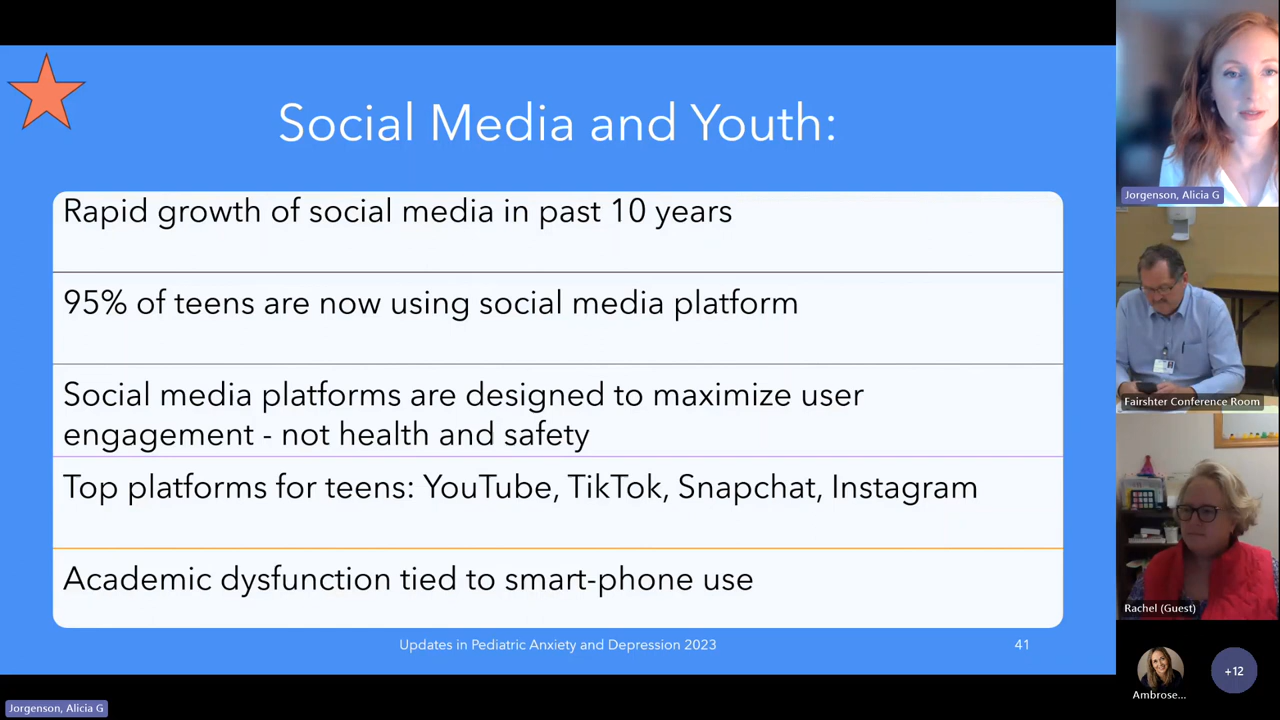 Social Media and Youth:
Rapid growth of social media in past 10 years
95% of teens are now using social media platform
Social media platforms are designed to maximize user
engagement - not health and safety
Top platforms for teens: YouTube, TikTok, Snapchat, Instagram
Academic dysfunction tied to smart-phone use
Updates in Pediatric Anxiety and Depression 2023
41
Jorgenson, Alicia G
Jorgenson, Alicia G
Fairshter Conference Room
Rachel (Guest)
Ambrose...
+12